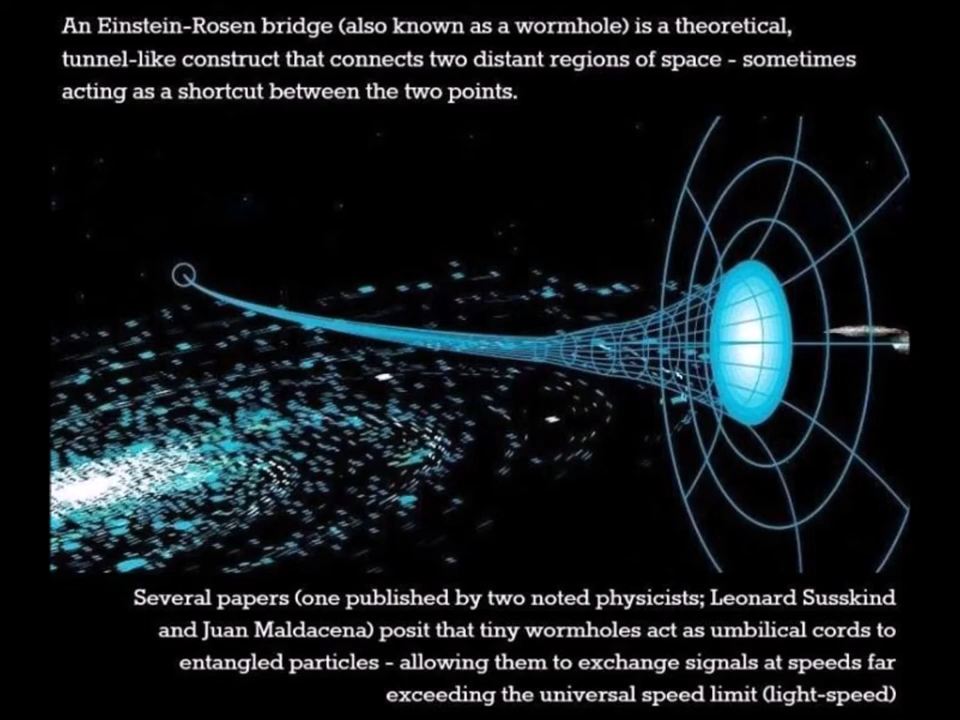 An Einstein-Rosen bridge (also known as a wormhole) is a theoretical,
tunnel-like construct that connects two distant regions of space - sometimes
acting as a shortcut between the two points.
Several papers (one published by two noted physicists; Leonard Susskind
and Juan Maldacena) posit that tiny wormholes act as umbilical cords to
entangled particles - allowing them to exchange signals at speeds far
exceeding the universal speed limit (light-speed)